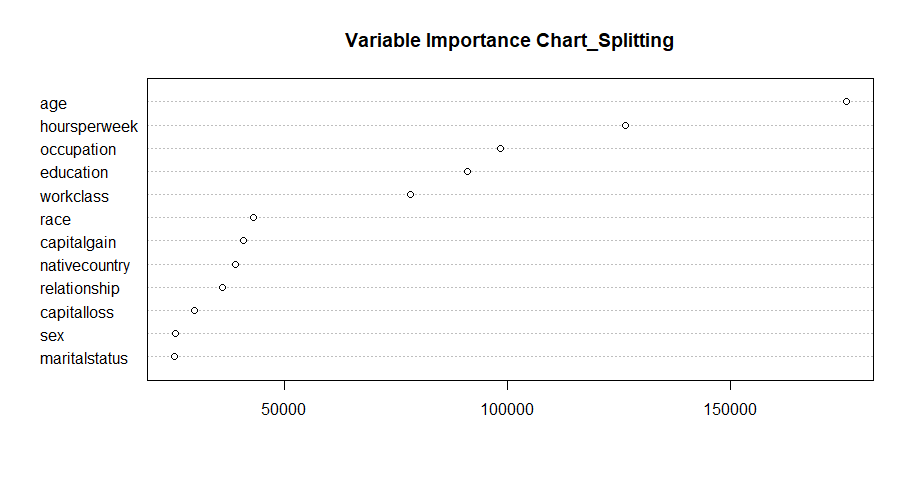 Variable Importance Chart_Splitting
age
hoursperweek
occupation
education
workclass
race
capitalgain
nativecountry
relationship
capitalloss
sex
maritalstatus
50000 100000 150000